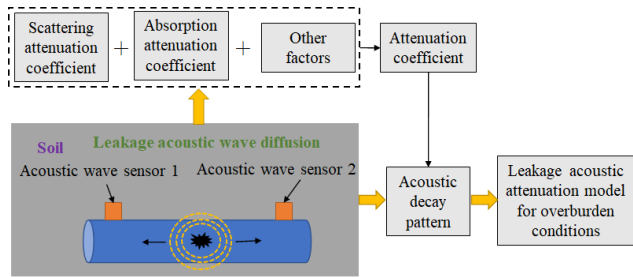 Scattering
attenuation
coefficient
+
Absorption
attenuation
coefficient
+
Other
factors
Attenuation
coefficient
Soil
Leakage acoustic wave diffusion
Acoustic wave sensor 1
Acoustic wave sensor 2
Acoustic
decay
pattern
Leakage acoustic
attenuation model
for overburden
conditions